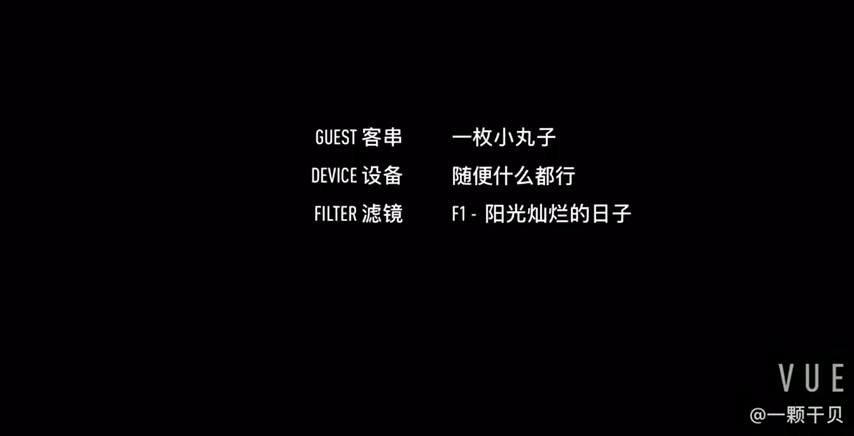 GUEST 客串 一枚小丸子
DEVICE 设备 随便什么都行
FILTER 滤镜 F1 - 阳光灿烂的日子
VUE
@一颗干贝